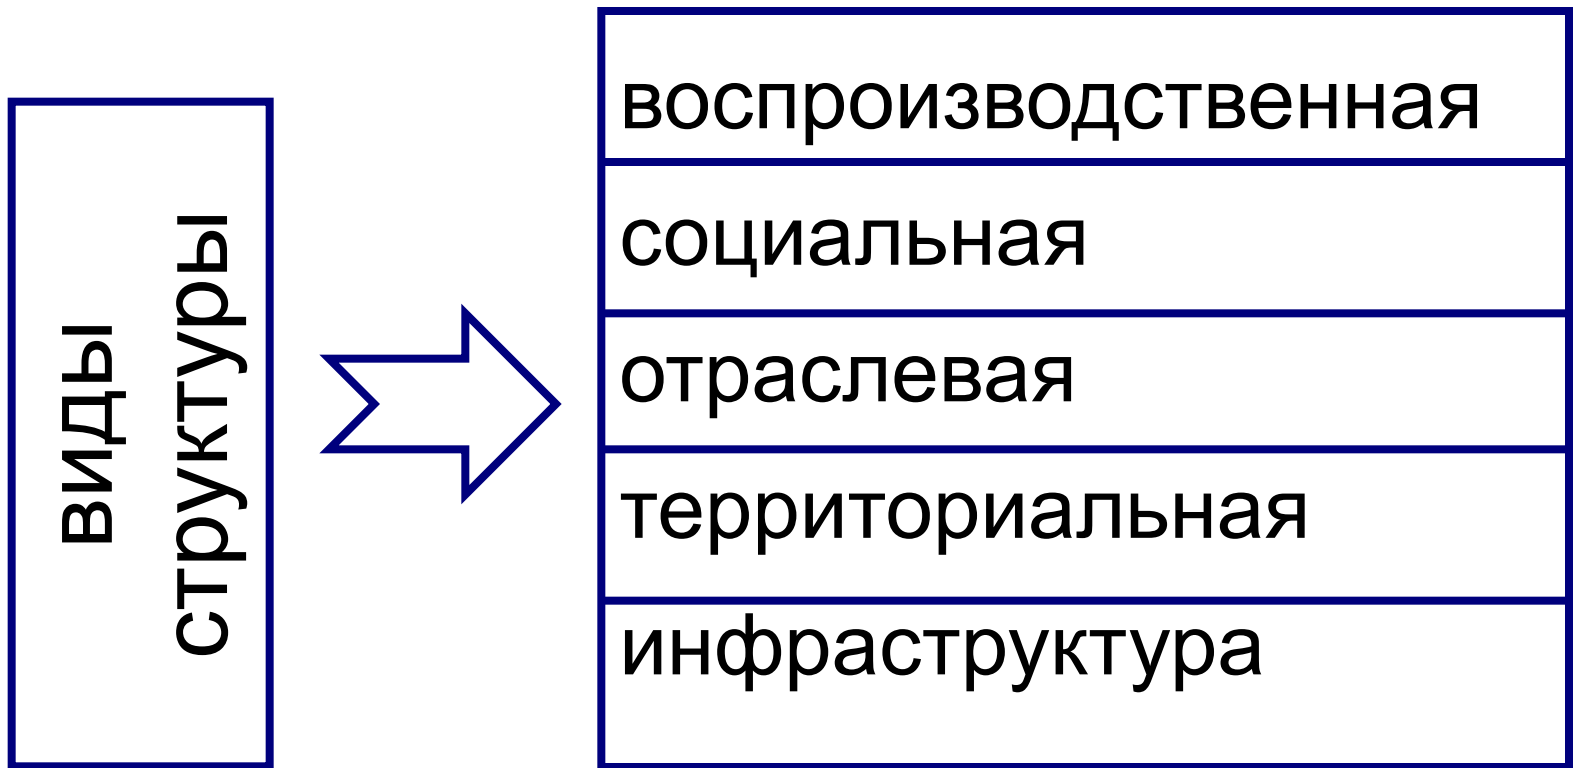 виды
структуры
воспроизводственная
социальная
отраслевая
территориальная
инфраструктура